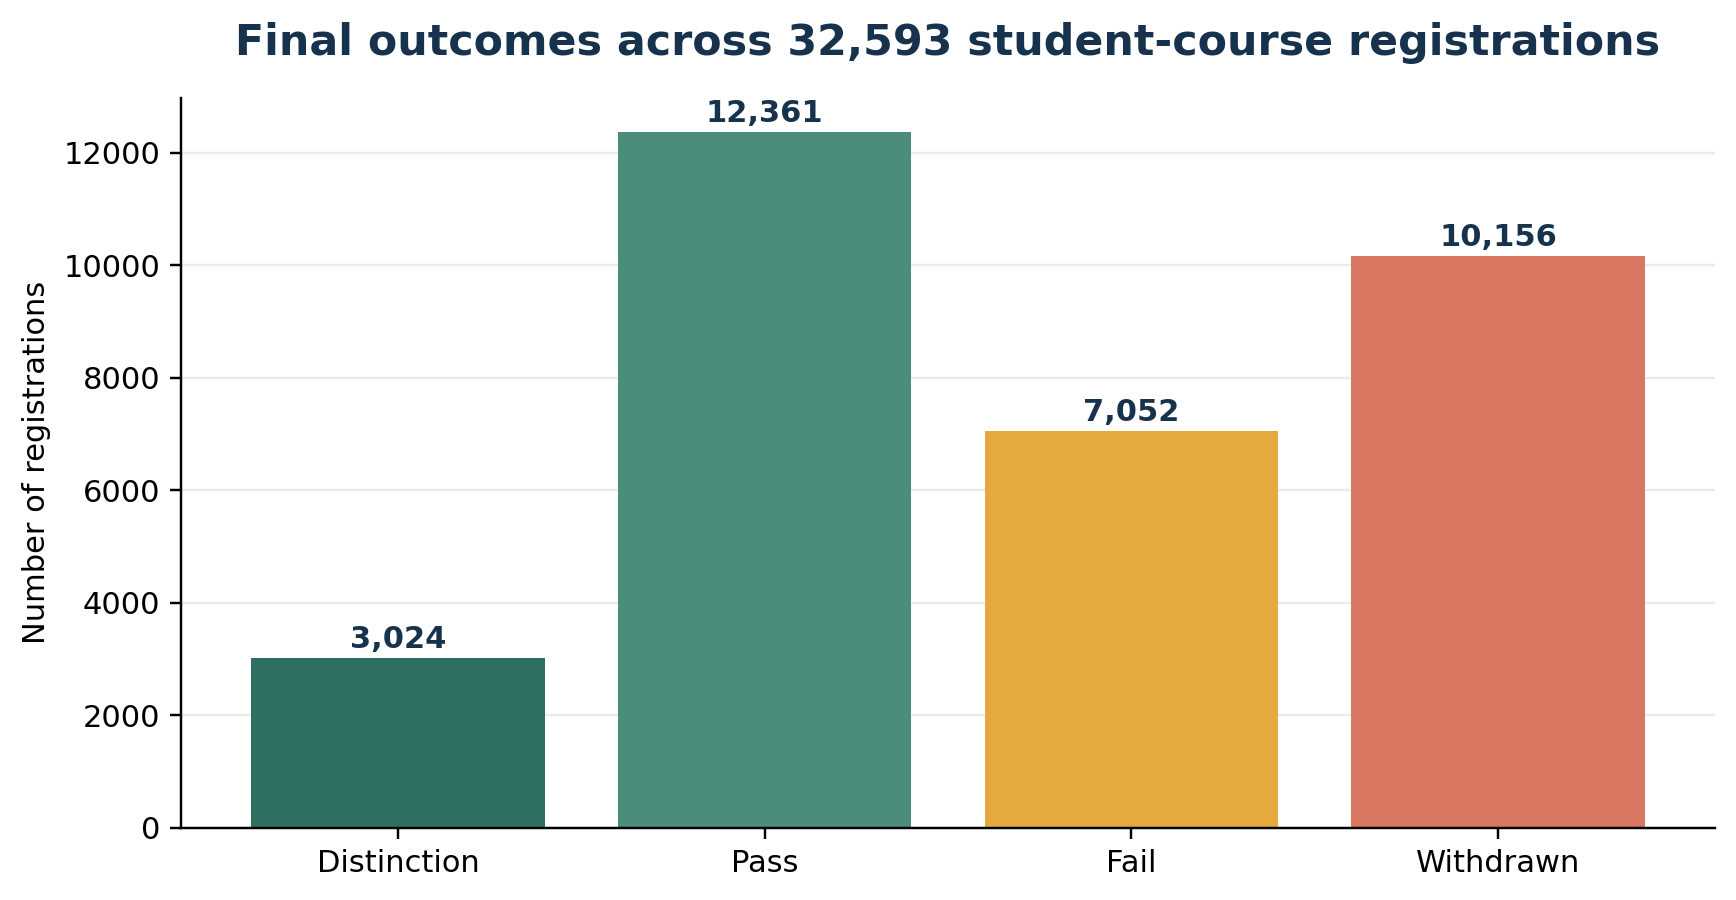 Final outcomes across 32,593 student-course registrations
Number of registrations
12000
10000
8000
6000
4000
2000
0
3,024
12,361
7,052
10,156
Distinction
Pass
Fail
Withdrawn